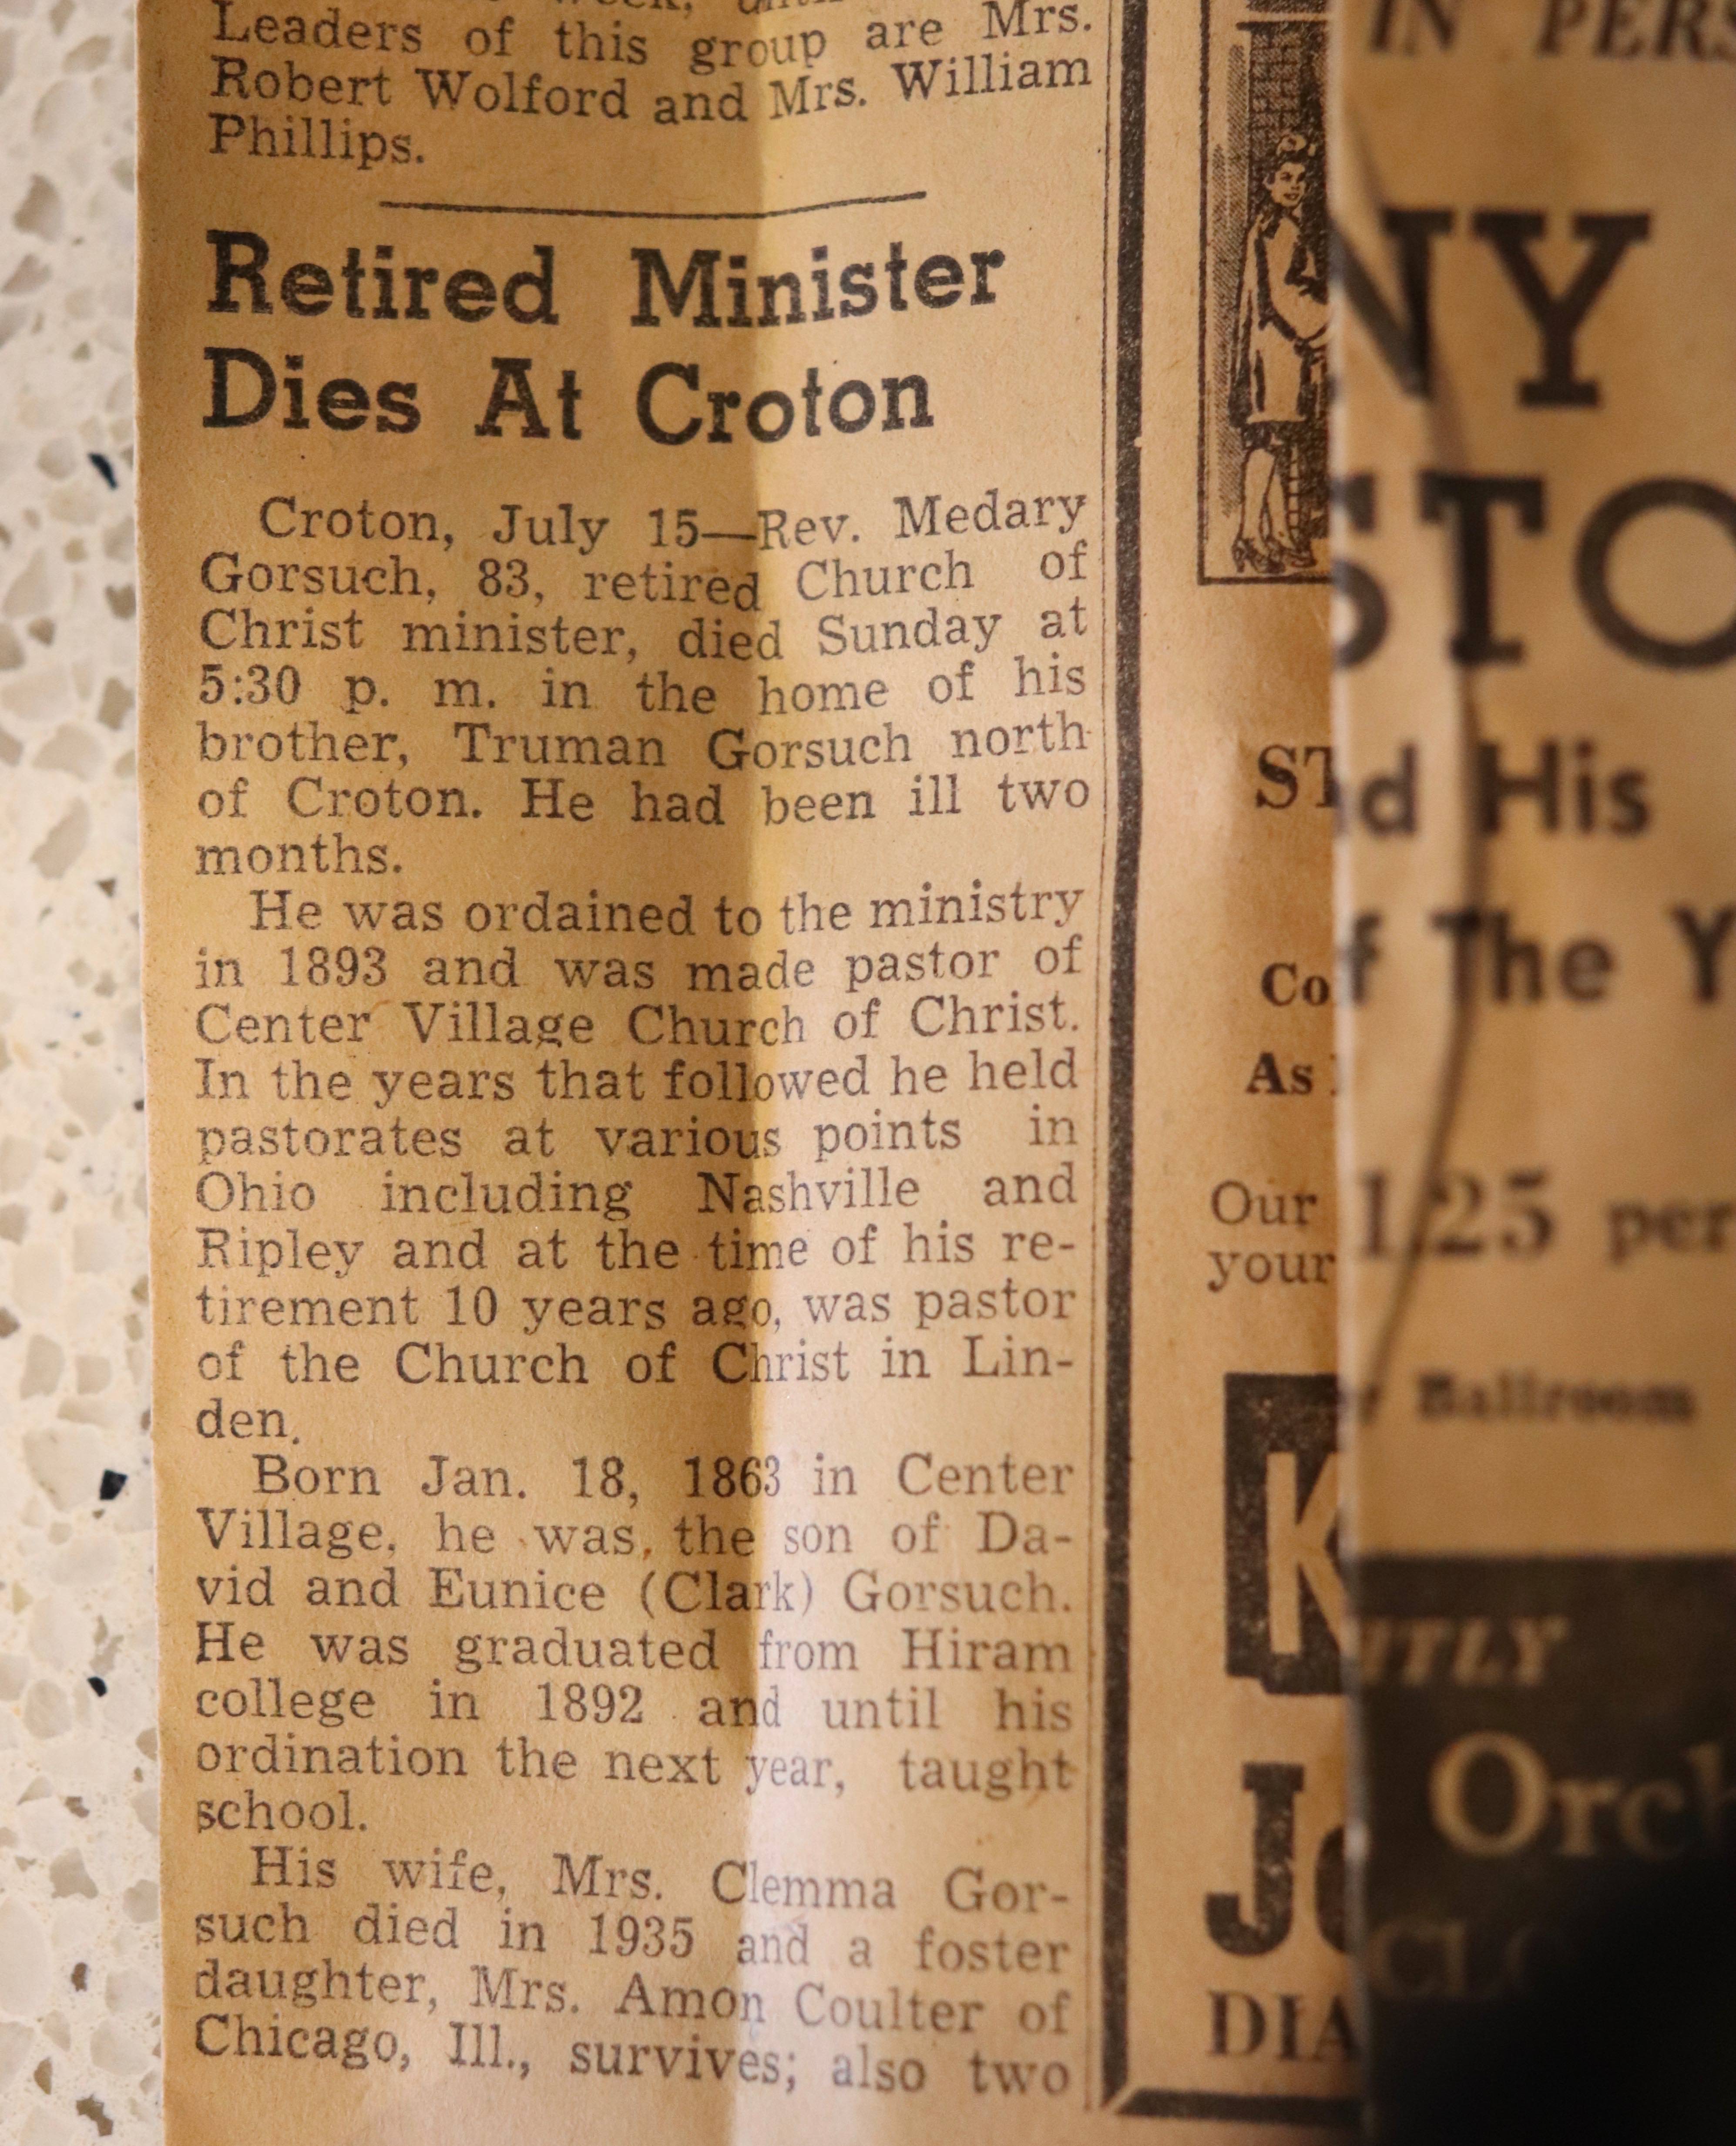 Leaders of this group are Mrs.
Robert Wolford and Mrs. William
Phillips.
Retired Minister
Dies At Croton
Croton, July 15—Rev. Medary
Gorsuch, 83, retired Church of
Christ minister, died Sunday at
5:30 p. m. in the home of his
brother, Truman Gorsuch north
of Croton. He had been ill two
months.
He was ordained to the ministry
in 1893 and was made pastor of
Center Village Church of Christ.
In the years that followed he held
pastorates at various points in
Ohio including Nashville and
Ripley and at the time of his re-
tirement 10 years ago, was pastor
of the Church of Christ in Lin-
den.
Born Jan. 18, 1863 in Center
Village, he was, the son of Da-
vid and Eunice (Clark) Gorsuch.
He was graduated from Hiram
college in 1892 and until his
ordination the next year, taught
school.
His wife, Mrs. Clemma Gor-
such died in 1935 and a foster
daughter, Mrs. Amon Coulter of
Chicago, Ill., survives; also two
ST
Co
As
Our
your
K
Jo
DIA
IN PERS
NY
STO
d His
f The Y
1.25 per
Ballroom
TLY
Orch
CLO